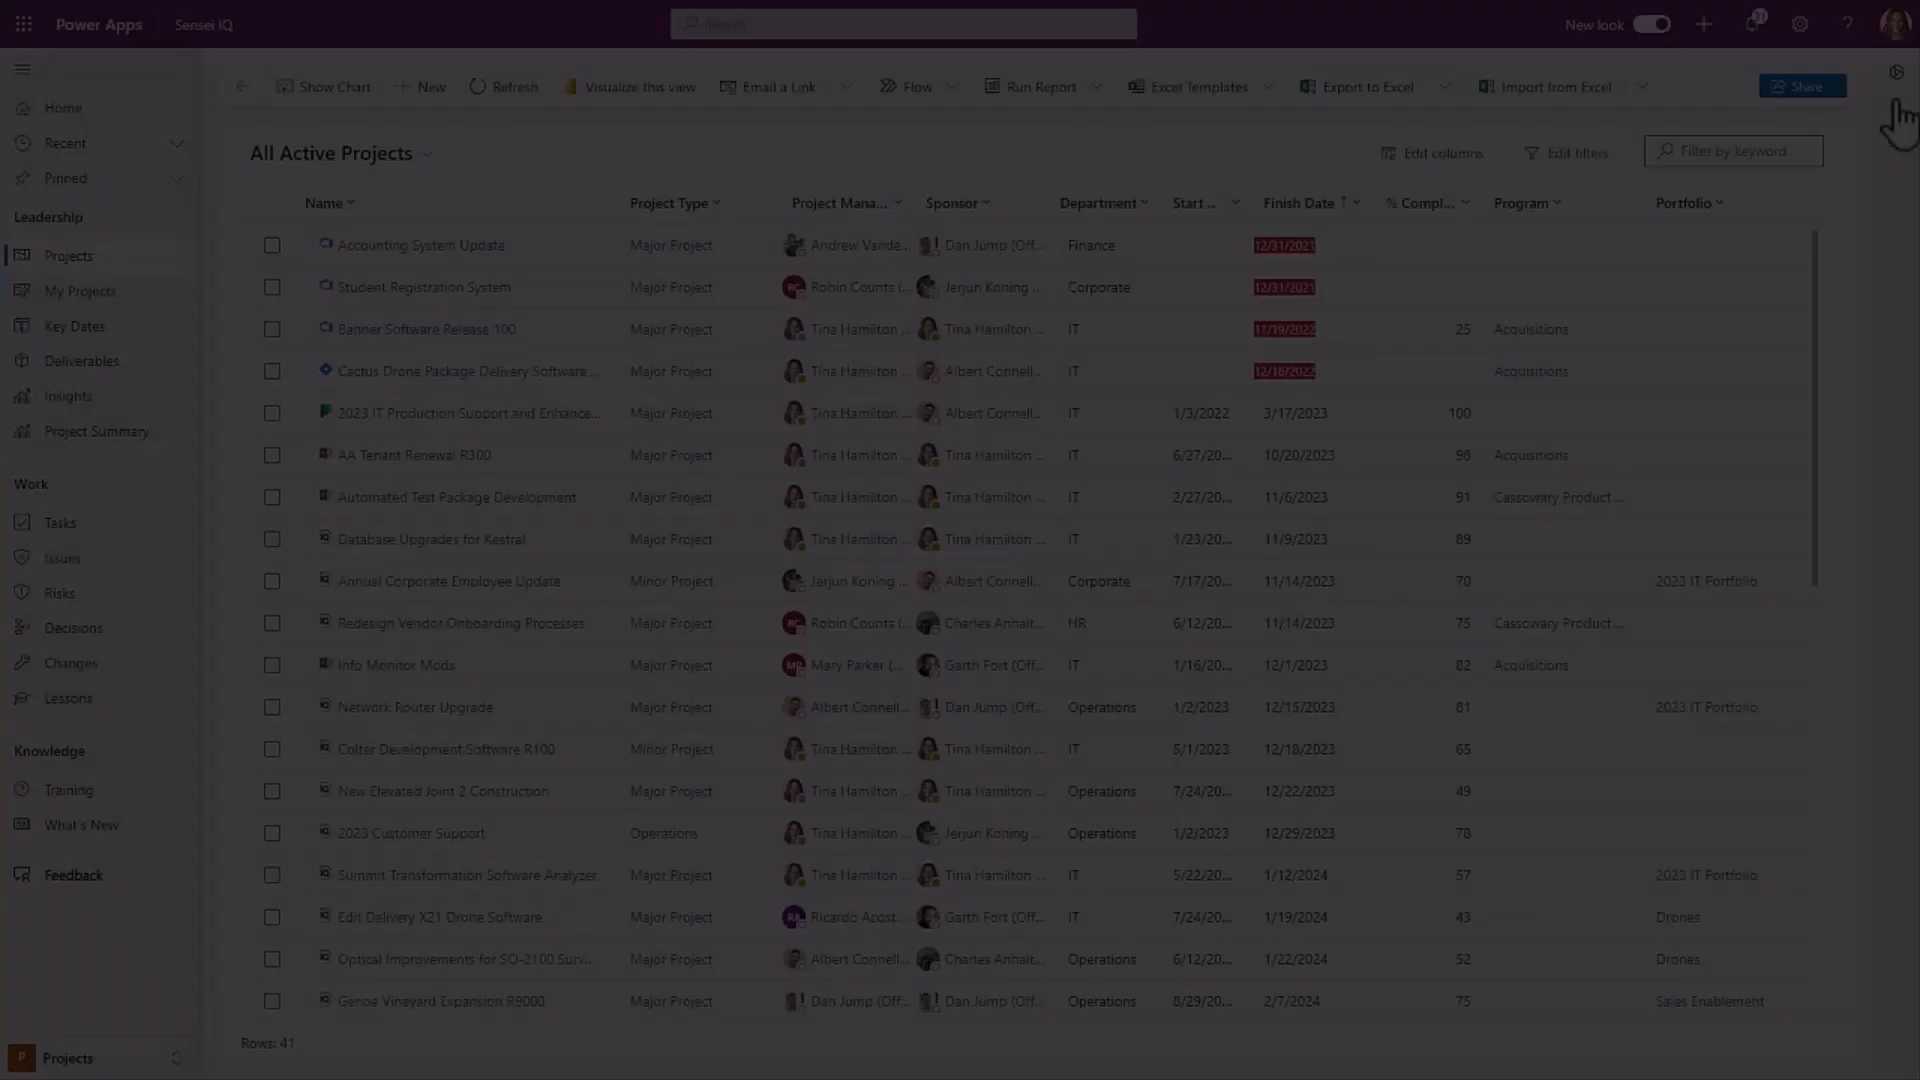 Power Apps Sensei IQ Search New look 31
Show Chart New Refresh Visualize this view Email a Link Flow Run Report Excel Templates Export to Excel Import from Excel Share
Home
Recent
Pinned
Leadership
Projects
My Projects
Key Dates
Deliverables
Insights
Project Summary
Work
Tasks
Issues
Risks
Decisions
Changes
Lessons
Knowledge
Training
What's New
Feedback
P Projects
All Active Projects Edit columns Edit filters Filter by keyword
Name Project Type Project Mana... Sponsor Department Start ... Finish Date ↑ % Compl... Program Portfolio
Accounting System Update Major Project Andrew Vande... Dan Jump (Off... Finance 12/31/2021
Student Registration System Major Project RC Robin Counts (... Jerjun Koning ... Corporate 12/31/2021
Banner Software Release 100 Major Project Tina Hamilton ... Tina Hamilton ... IT 11/19/2022 25 Acquisitions
Cactus Drone Package Delivery Software ... Major Project Tina Hamilton ... Albert Connell... IT 12/16/2022 Acquisitions
2023 IT Production Support and Enhance... Major Project Tina Hamilton ... Albert Connell... IT 1/3/2022 3/17/2023 100
AA Tenant Renewal R300 Major Project Tina Hamilton ... Tina Hamilton ... IT 6/27/20... 10/20/2023 98 Acquisitions
Automated Test Package Development Major Project Tina Hamilton ... Tina Hamilton ... IT 2/27/20... 11/6/2023 91 Cassowary Product ...
Database Upgrades for Kestral Major Project Tina Hamilton ... Tina Hamilton ... IT 1/23/20... 11/9/2023 89
Annual Corporate Employee Update Minor Project Jerjun Koning ... Albert Connell... Corporate 7/17/20... 11/14/2023 70 2023 IT Portfolio
Redesign Vendor Onboarding Processes Major Project RC Robin Counts (... Charles Anhalt... HR 6/12/20... 11/14/2023 75 Cassowary Product ...
Info Monitor Mods Major Project MP Mary Parker (... Garth Fort (Off... IT 1/16/20... 12/1/2023 82 Acquisitions
Network Router Upgrade Major Project Albert Connell... Dan Jump (Off... Operations 1/2/2023 12/15/2023 81 2023 IT Portfolio
Colter Development Software R100 Minor Project Tina Hamilton ... Tina Hamilton ... IT 5/1/2023 12/18/2023 65
New Elevated Joint 2 Construction Major Project Tina Hamilton ... Tina Hamilton ... Operations 7/24/20... 12/22/2023 49
2023 Customer Support Operations Tina Hamilton ... Jerjun Koning ... Operations 1/2/2023 12/29/2023 78
Summit Transformation Software Analyzer Major Project Tina Hamilton ... Tina Hamilton ... IT 5/22/20... 1/12/2024 57 2023 IT Portfolio
Edit Delivery X21 Drone Software Major Project RA Ricardo Acost... Garth Fort (Off... IT 7/24/20... 1/19/2024 43 Drones
Optical Improvements for SO-2100 Surv... Major Project Albert Connell... Charles Anhalt... Operations 6/12/20... 1/22/2024 52 Drones
Genoa Vineyard Expansion R9000 Major Project Dan Jump (Off... Dan Jump (Off... Operations 8/29/20... 2/7/2024 75 Sales Enablement
Rows: 41